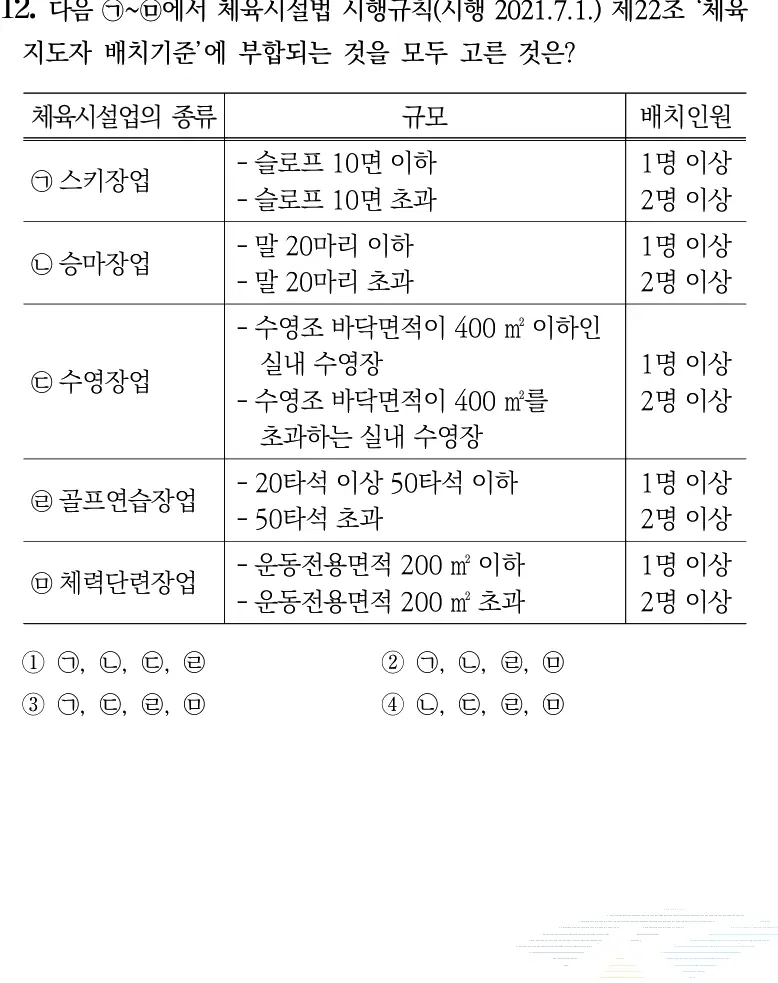 12. 다음 ㉠~㉤에서 체육시설법 시행규칙(시행 2021.7.1.) 제22조 ‘체육
지도자 배치기준’에 부합되는 것을 모두 고른 것은?
체육시설업의 종류 규모 배치인원
㉠ 스키장업
- 슬로프 10면 이하 1명 이상
- 슬로프 10면 초과 2명 이상
㉡ 승마장업
- 말 20마리 이하 1명 이상
- 말 20마리 초과 2명 이상
㉢ 수영장업
- 수영조 바닥면적이 400 ㎡ 이하인
실내 수영장 1명 이상
- 수영조 바닥면적이 400 ㎡를 2명 이상
초과하는 실내 수영장
㉣ 골프연습장업
- 20타석 이상 50타석 이하 1명 이상
- 50타석 초과 2명 이상
㉤ 체력단련장업
- 운동전용면적 200 ㎡ 이하 1명 이상
- 운동전용면적 200 ㎡ 초과 2명 이상
① ㉠, ㉡, ㉢, ㉣ ② ㉠, ㉡, ㉣, ㉤
③ ㉠, ㉢, ㉣, ㉤ ④ ㉡, ㉢, ㉣, ㉤